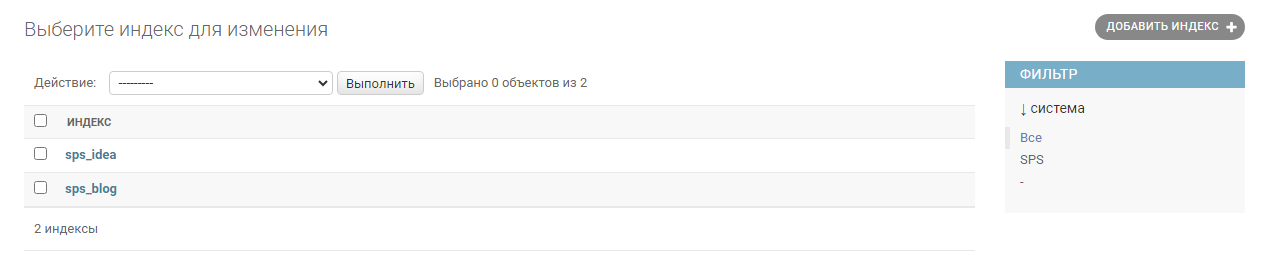 Выберите индекс для изменения
ДОБАВИТЬ ИНДЕКС +
Действие: --------- Выполнить Выбрано 0 объектов из 2
ФИЛЬТР
↓ система
Все
SPS
-
ИНДЕКС
sps_idea
sps_blog
2 индексы